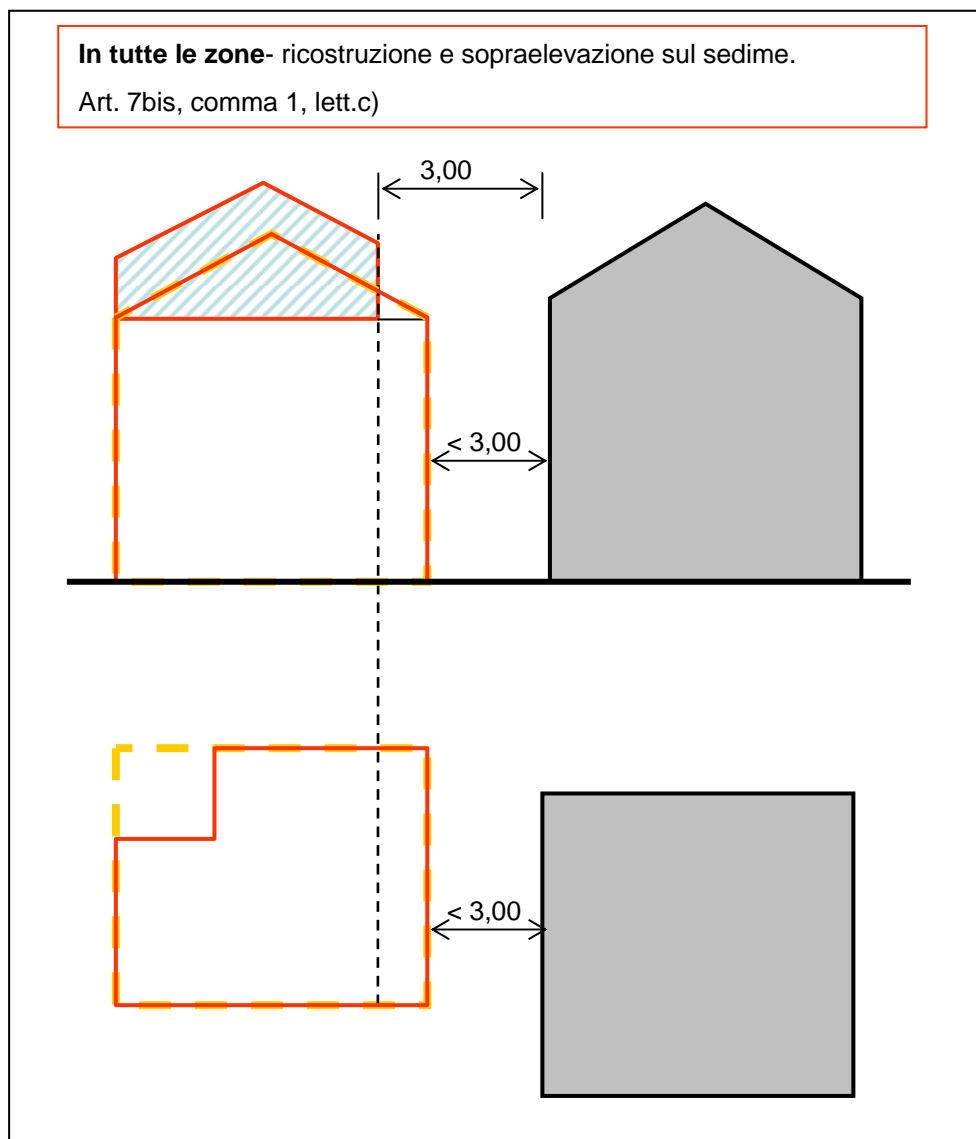 In tutte le zone- ricostruzione e sopraelevazione sul sedime.
Art. 7bis, comma 1, lett.c)
3,00
< 3,00
< 3,00